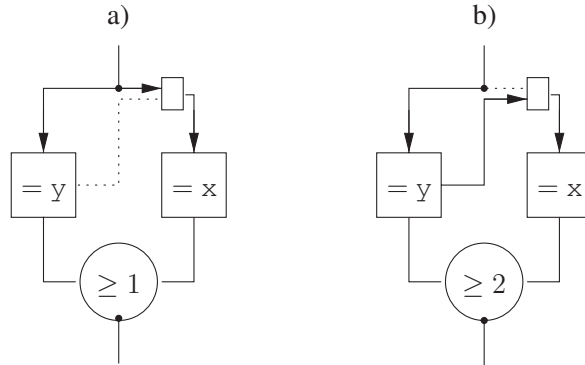 a) b)
= y = x = y = x
≥ 1 ≥ 2